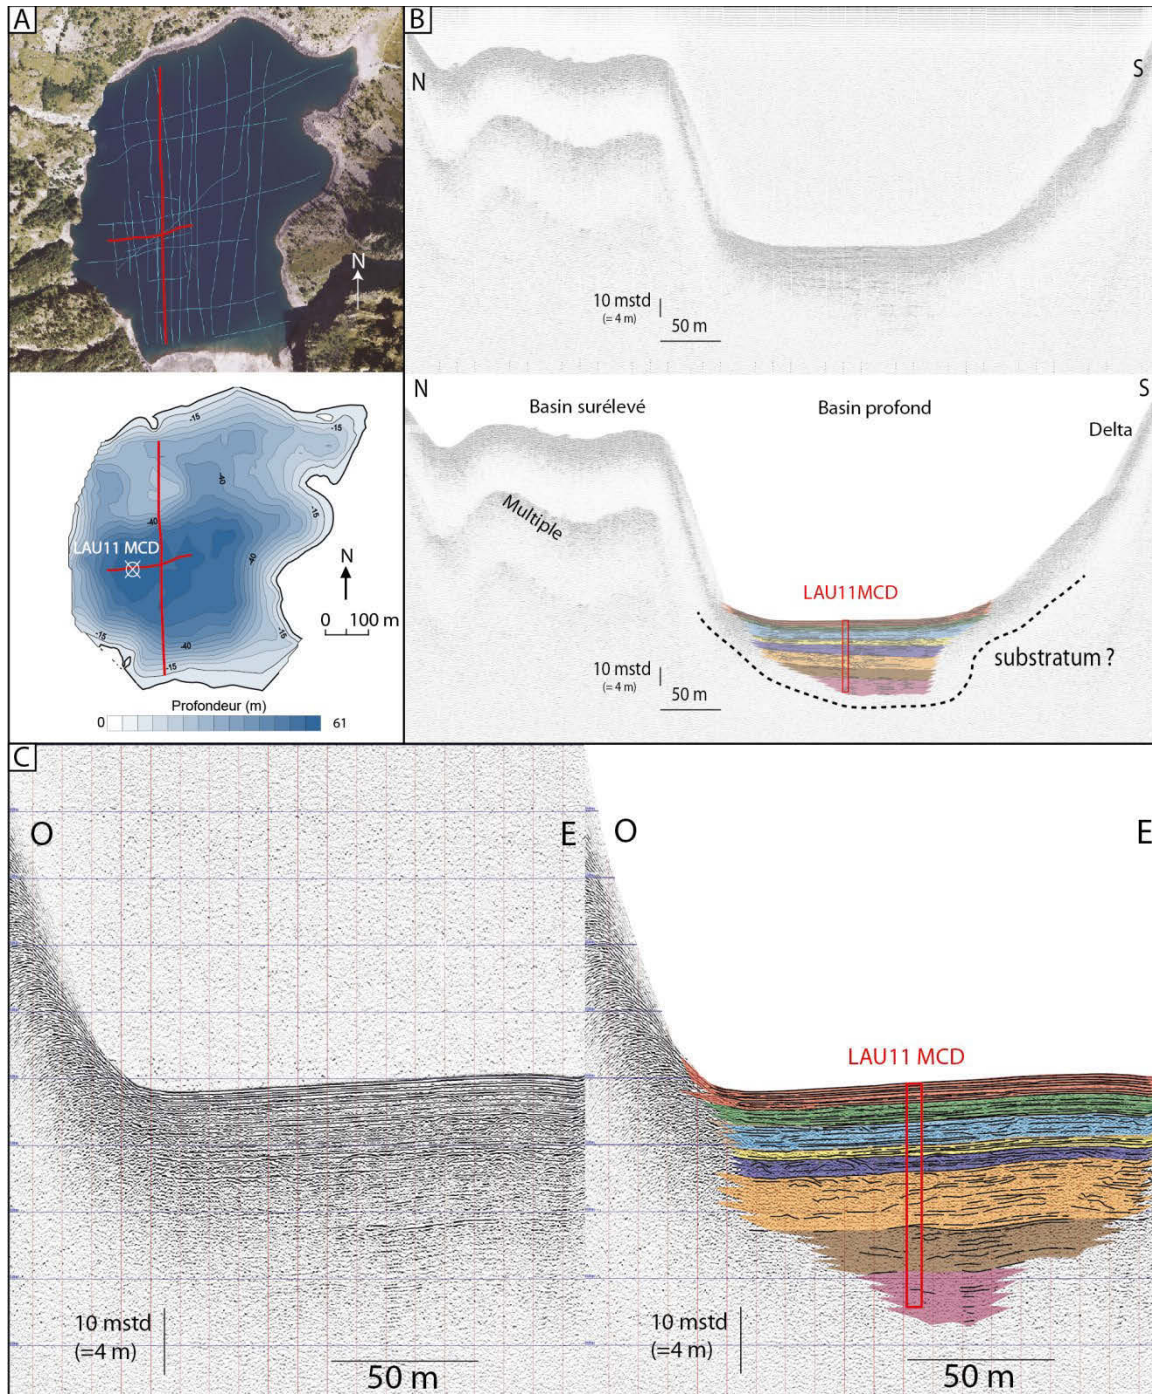 A
N
-15
-40
-15
-40
LAU11 MCD
-40
N
0 100 m
-15
-40
-15
-15
Profondeur (m)
0 61
B
N
S
10 mstd
(= 4 m)
50 m
N
S
Basin surélevé
Basin profond
Delta
Multiple
LAU11MCD
substratum ?
10 mstd
(= 4 m)
50 m
C
O
E
10 mstd
(=4 m)
50 m
O
E
LAU11 MCD
10 mstd
(=4 m)
50 m